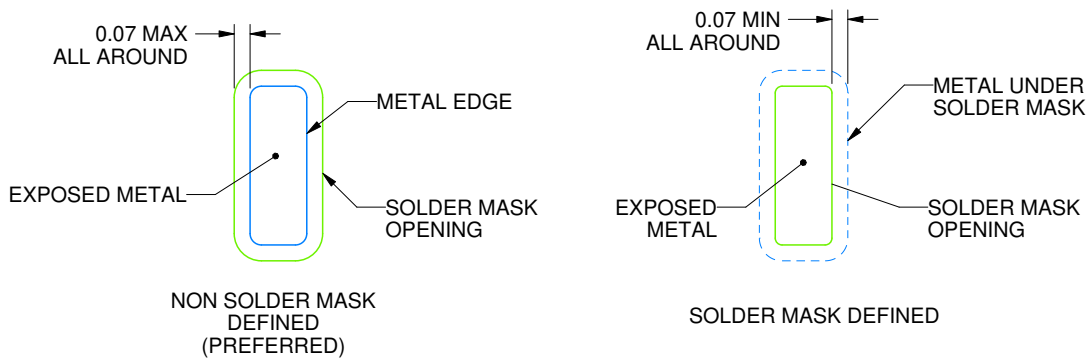 0.07 MAX
ALL AROUND
METAL EDGE
EXPOSED METAL
SOLDER MASK
OPENING
NON SOLDER MASK
DEFINED
(PREFERRED)
0.07 MIN
ALL AROUND
METAL UNDER
SOLDER MASK
EXPOSED
METAL
SOLDER MASK
OPENING
SOLDER MASK DEFINED